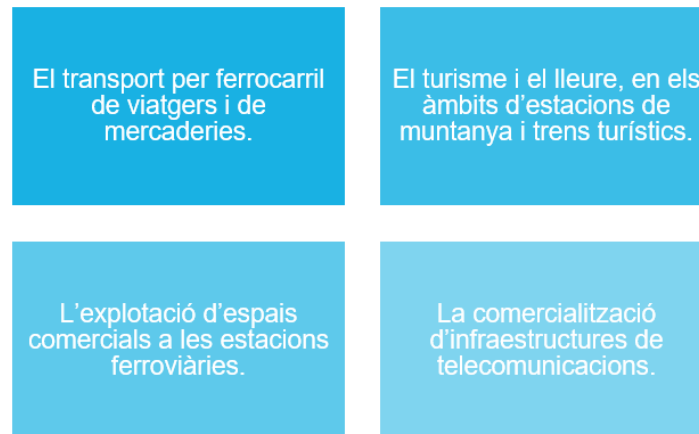 El transport per ferrocarril
de viatgers i de
mercaderies.
El turisme i el lleure, en els
àmbits d’estacions de
muntanya i trens turístics.
L’explotació d’espais
comercials a les estacions
ferroviàries.
La comercialització
d’infraestructures de
telecomunicacions.